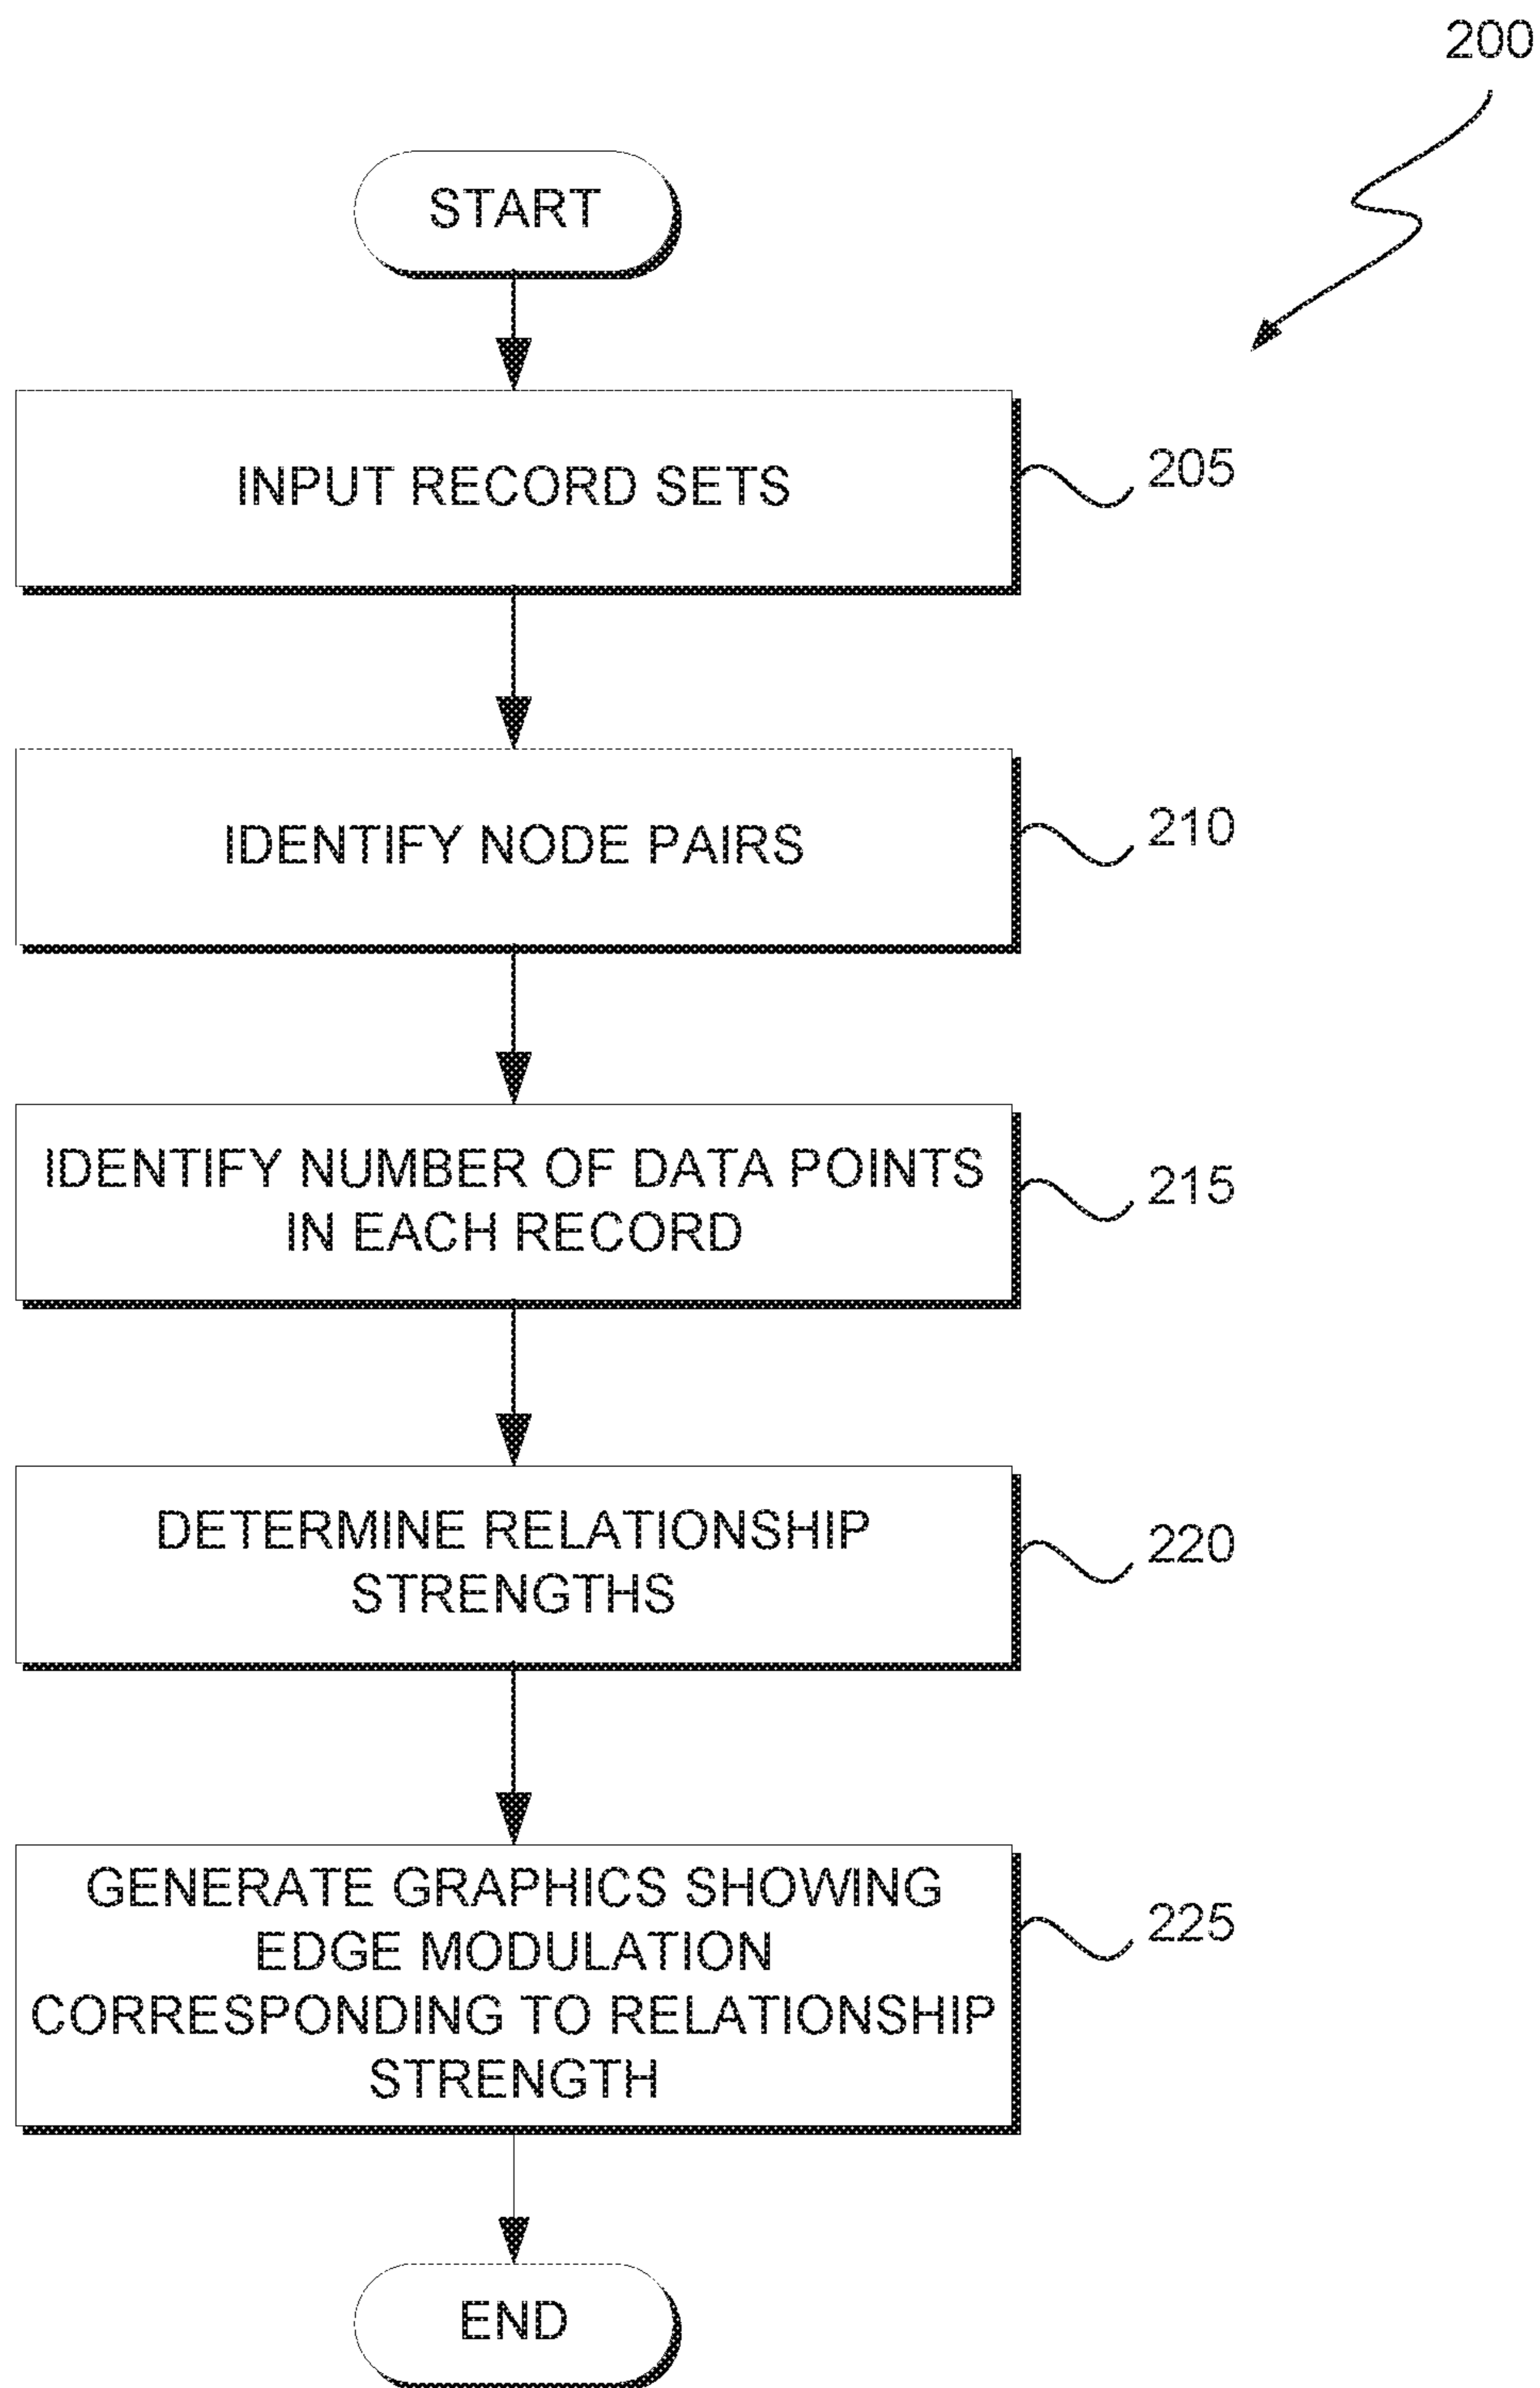 200
START
INPUT RECORD SETS
205
IDENTIFY NODE PAIRS
210
IDENTIFY NUMBER OF DATA POINTS
IN EACH RECORD
215
DETERMINE RELATIONSHIP
STRENGTHS
220
GENERATE GRAPHICS SHOWING
EDGE MODULATION
CORRESPONDING TO RELATIONSHIP
STRENGTH
225
END